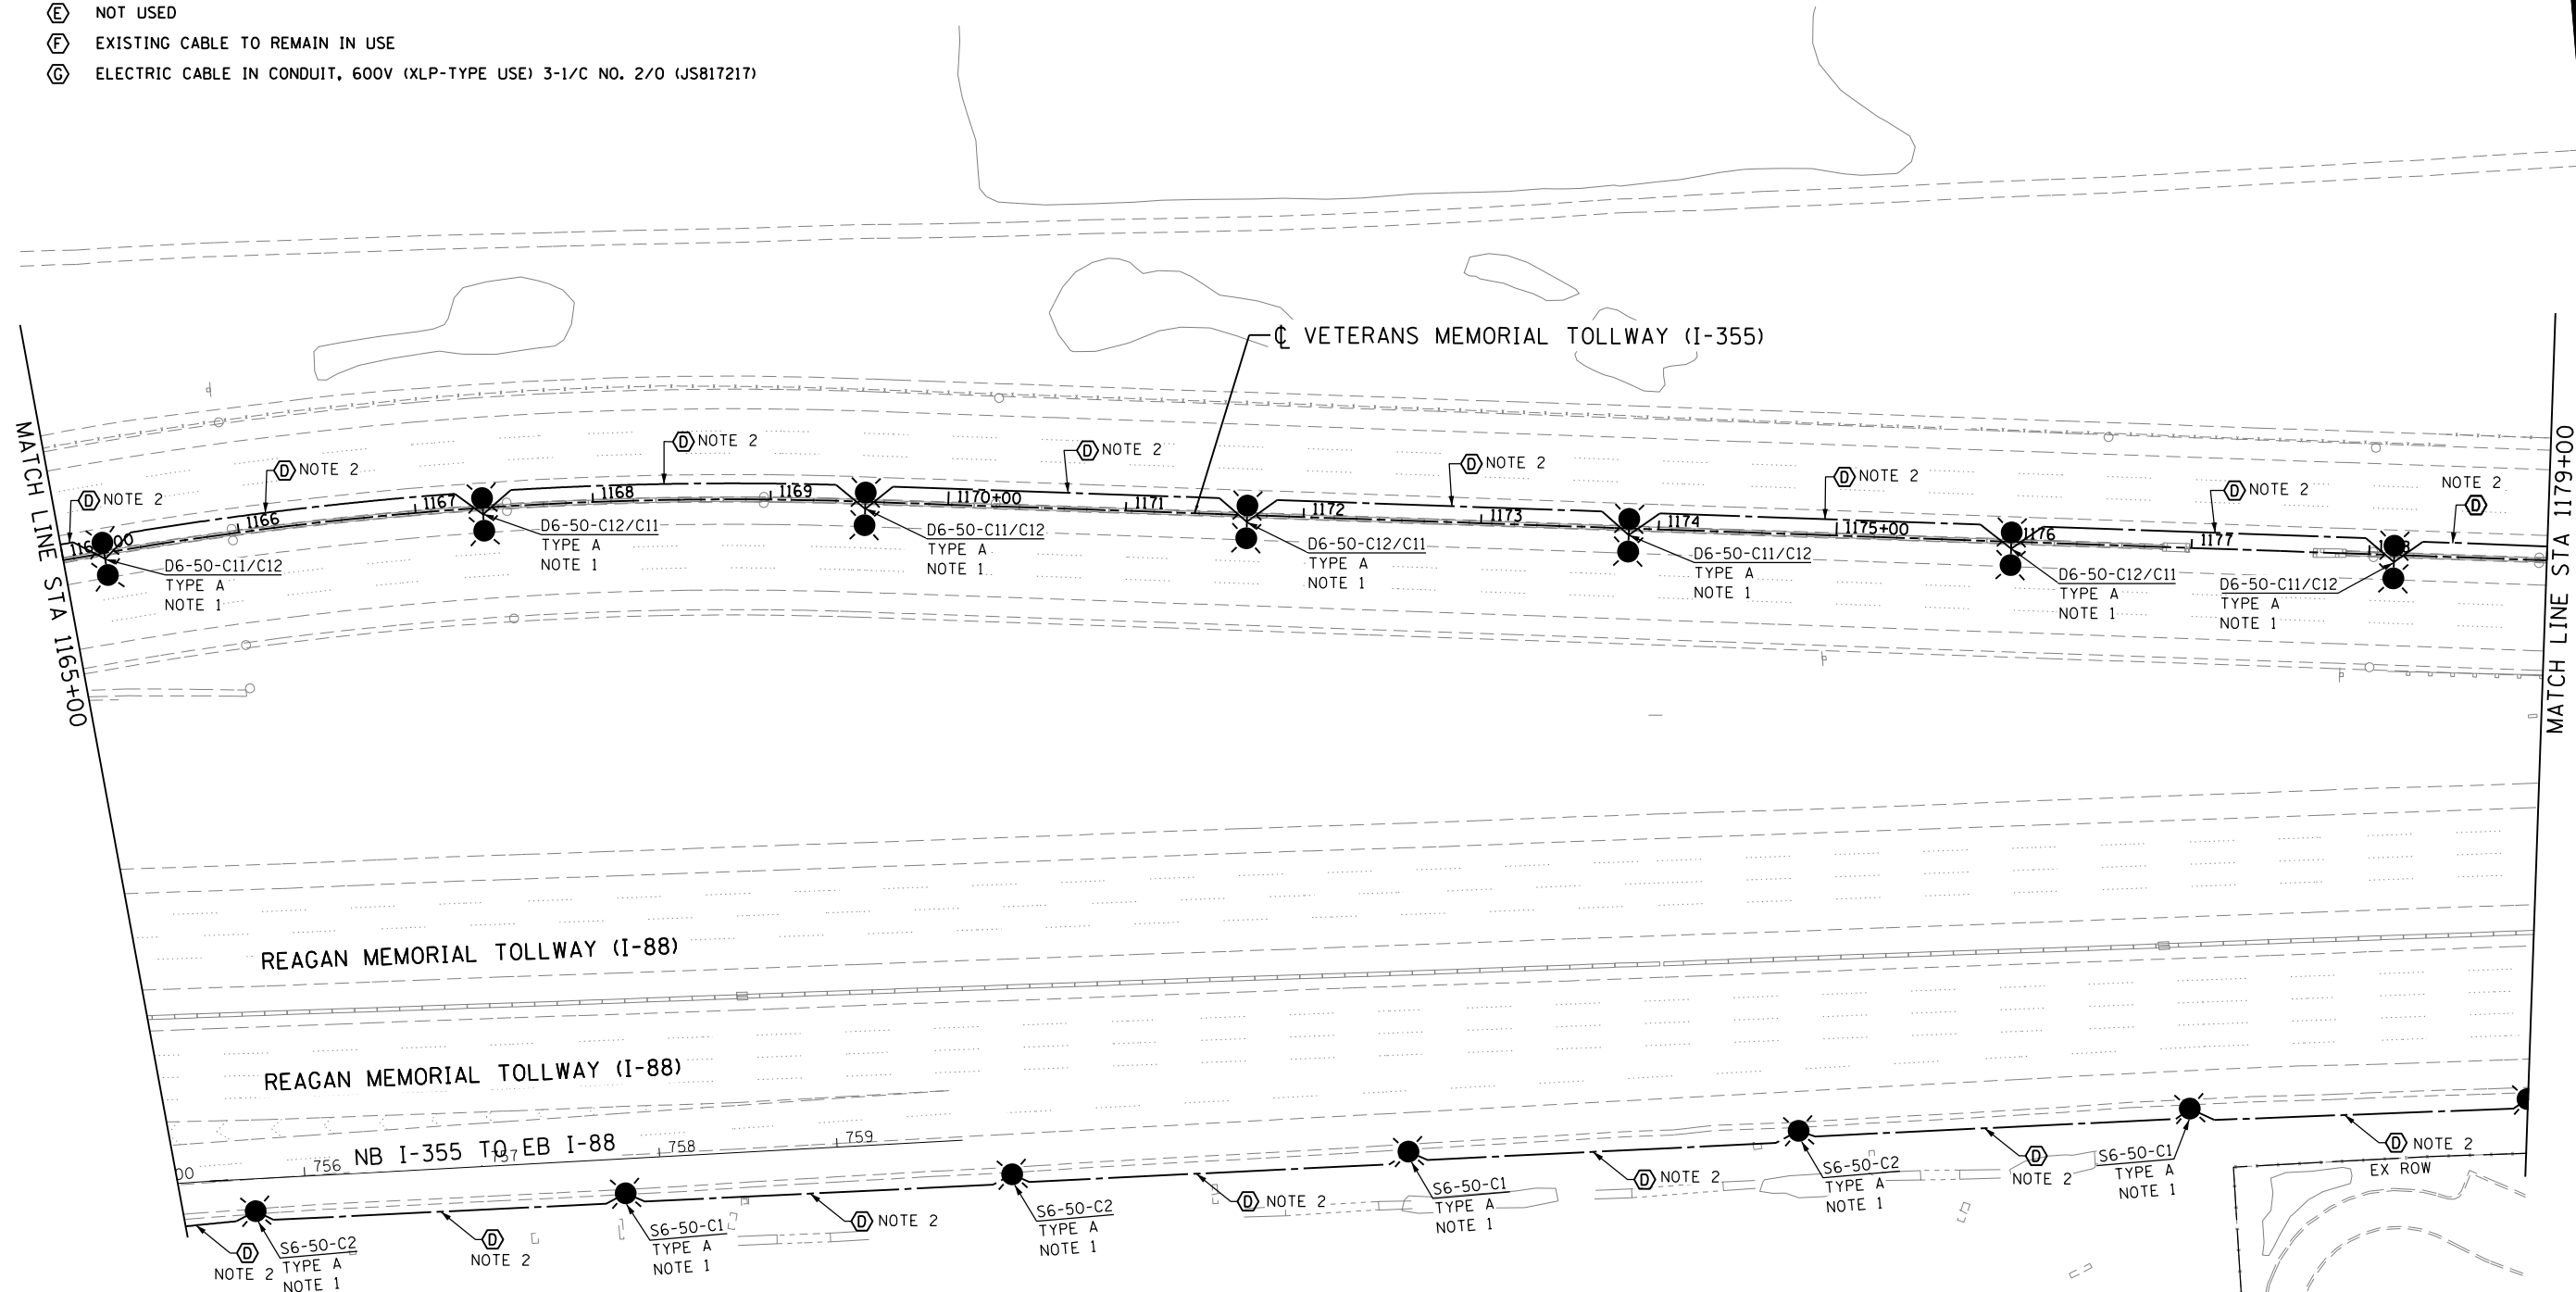 E NOT USED
F EXISTING CABLE TO REMAIN IN USE
G ELECTRIC CABLE IN CONDUIT, 600V (XLP-TYPE USE) 3-1/C NO. 2/0 (JS817217)
℄ VETERANS MEMORIAL TOLLWAY (I-355)
MATCH LINE STA 1165+00
MATCH LINE STA 1179+00
D NOTE 2
D NOTE 2
D NOTE 2
D NOTE 2
D NOTE 2
D NOTE 2
D NOTE 2
NOTE 2
D
1166
1167
1168
1169
1170+00
1171
1172
1173
1174
1175+00
1176
1177
D6-50-C11/C12
TYPE A
NOTE 1
D6-50-C12/C11
TYPE A
NOTE 1
D6-50-C11/C12
TYPE A
NOTE 1
D6-50-C12/C11
TYPE A
NOTE 1
D6-50-C11/C12
TYPE A
NOTE 1
D6-50-C12/C11
TYPE A
NOTE 1
D6-50-C11/C12
TYPE A
NOTE 1
REAGAN MEMORIAL TOLLWAY (I-88)
REAGAN MEMORIAL TOLLWAY (I-88)
NB I-355 TO EB I-88
00
756
757
758
759
D
NOTE 2
S6-50-C2
TYPE A
NOTE 1
D
NOTE 2
S6-50-C1
TYPE A
NOTE 1
D NOTE 2
S6-50-C2
TYPE A
NOTE 1
D NOTE 2
S6-50-C1
TYPE A
NOTE 1
D NOTE 2
S6-50-C2
TYPE A
NOTE 1
D
NOTE 2
S6-50-C1
TYPE A
NOTE 1
D NOTE 2
EX ROW